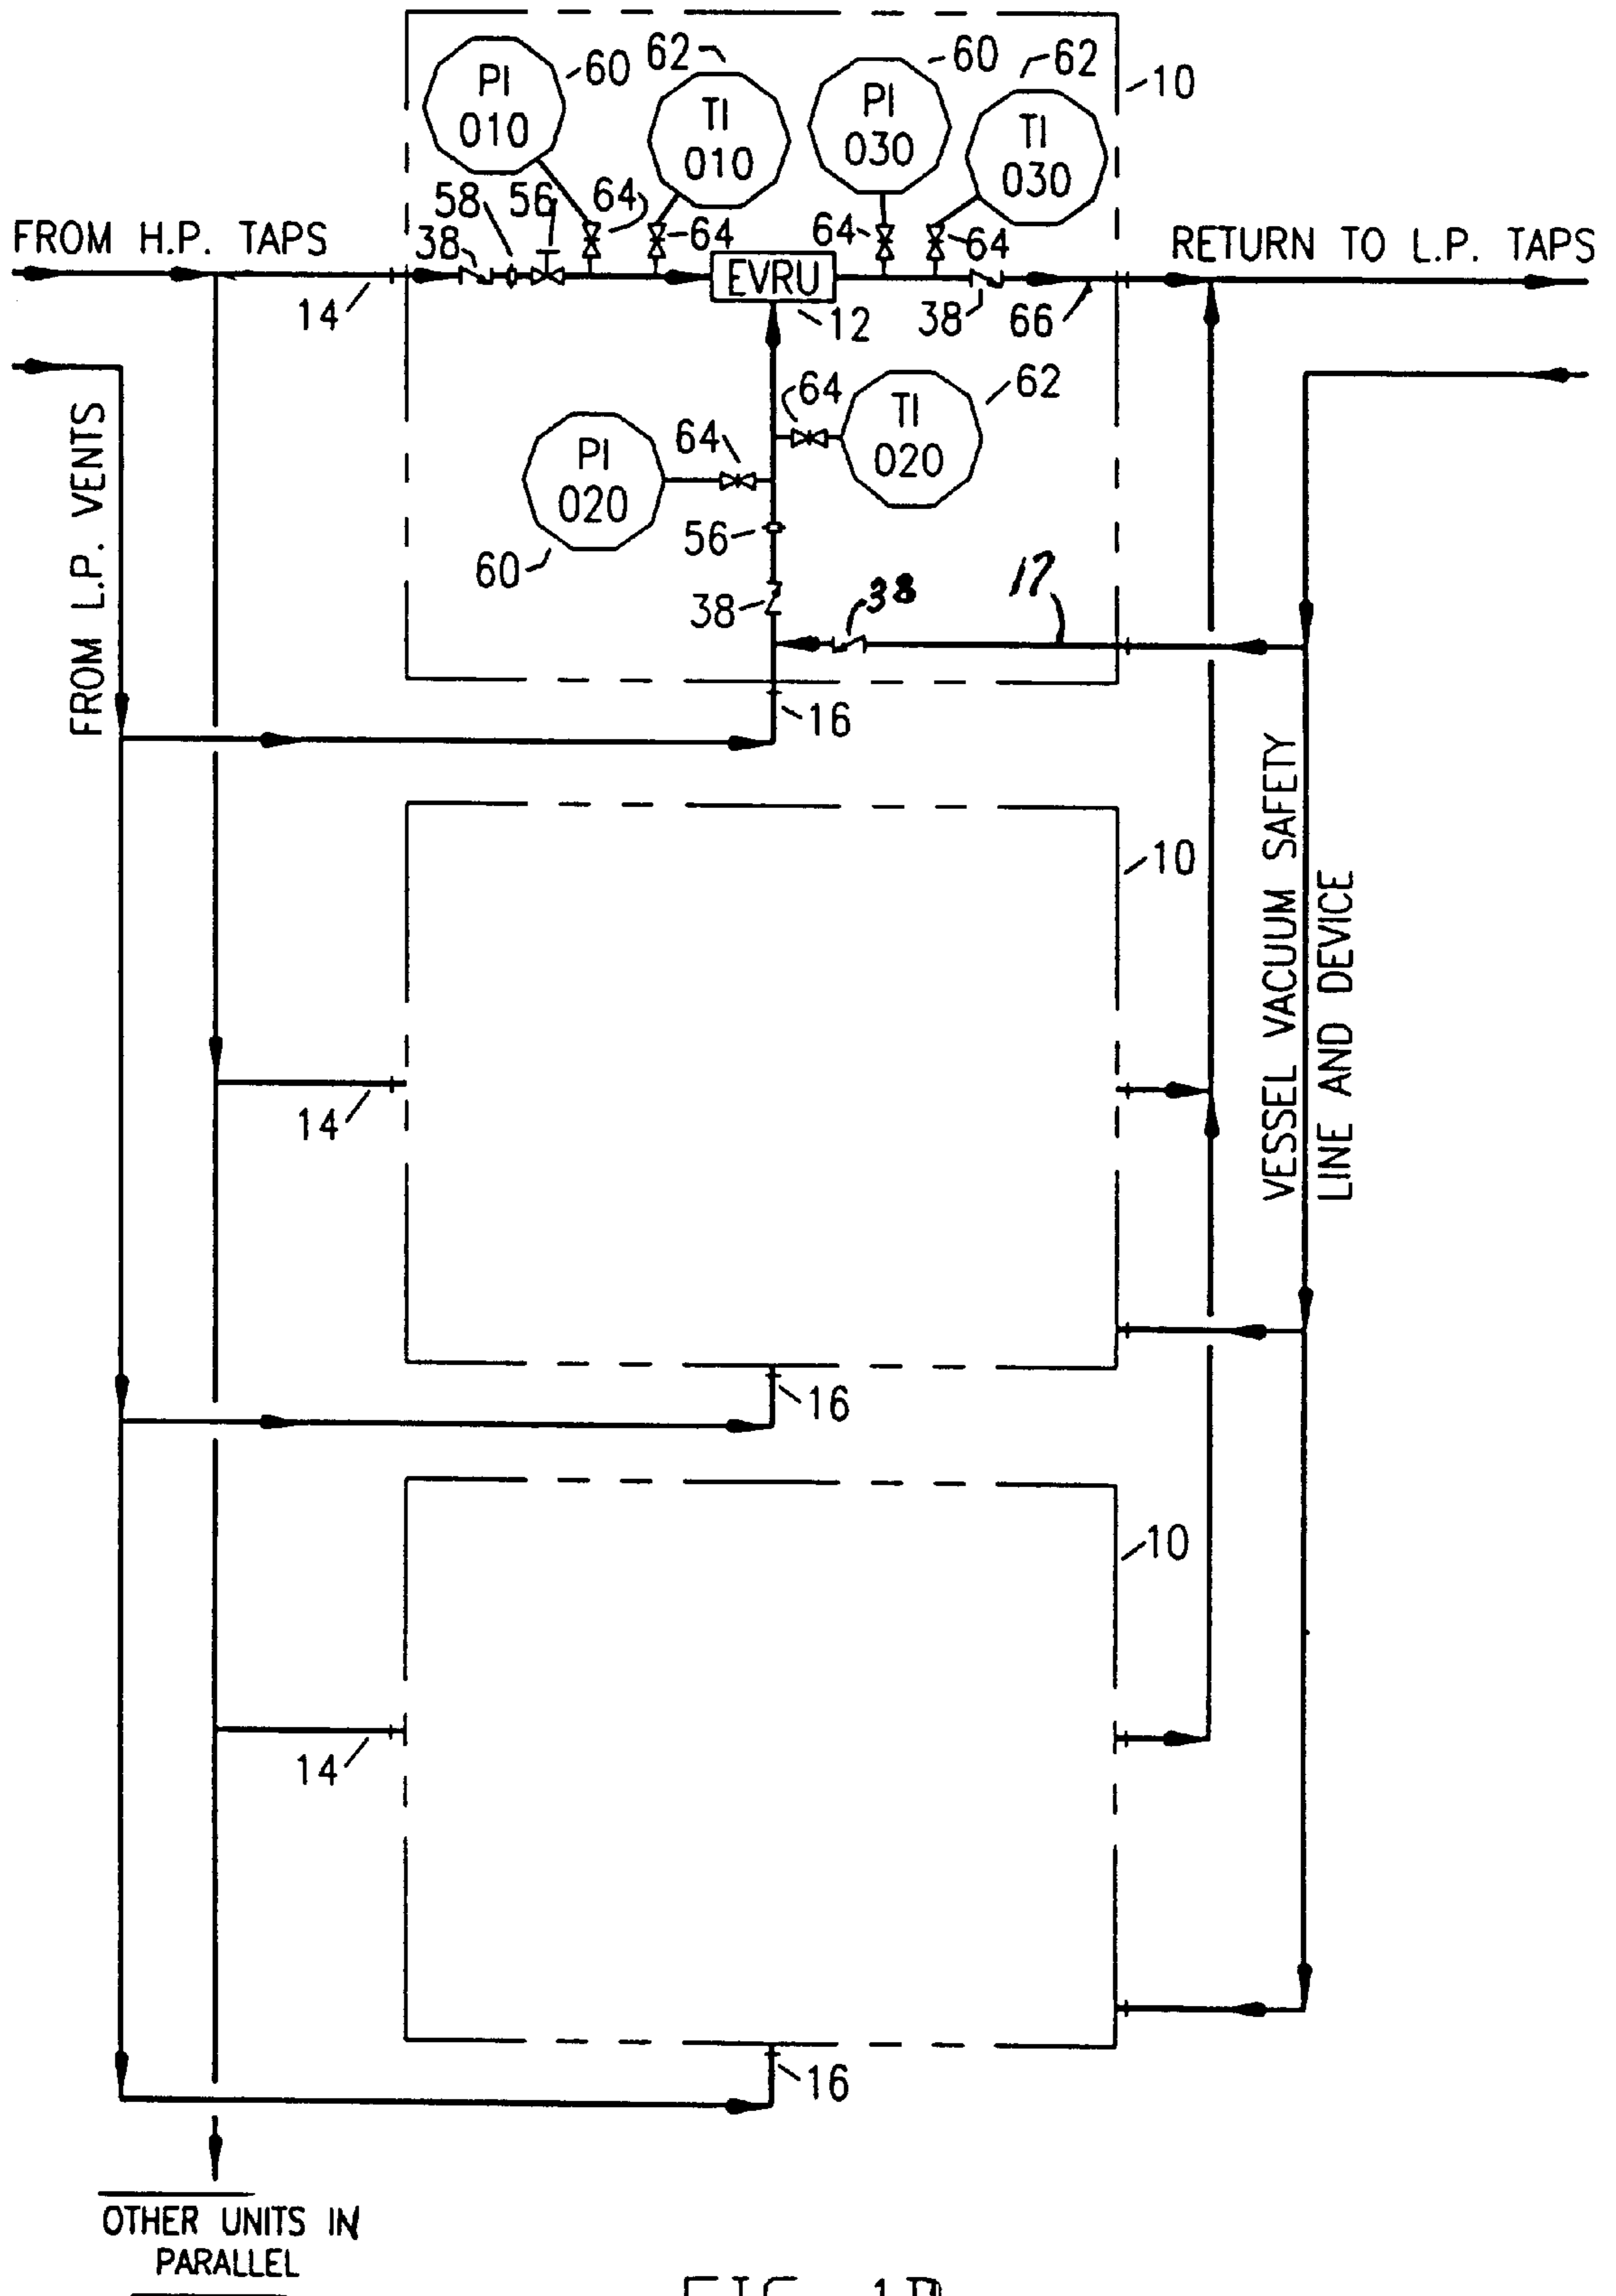 62 60 62
60 10
PI
010
TI
010
PI
030
TI
030
58 56 64
FROM H.P. TAPS 38 64 64 64 RETURN TO L.P. TAPS
EVRU
14 12 38 66
64 62
TI
020
64
PI
020
56
60
38 38 17
FROM L.P. VENTS
16
VESSEL VACUUM SAFETY
LINE AND DEVICE
10
14
16
10
14
16
OTHER UNITS IN
PARALLEL